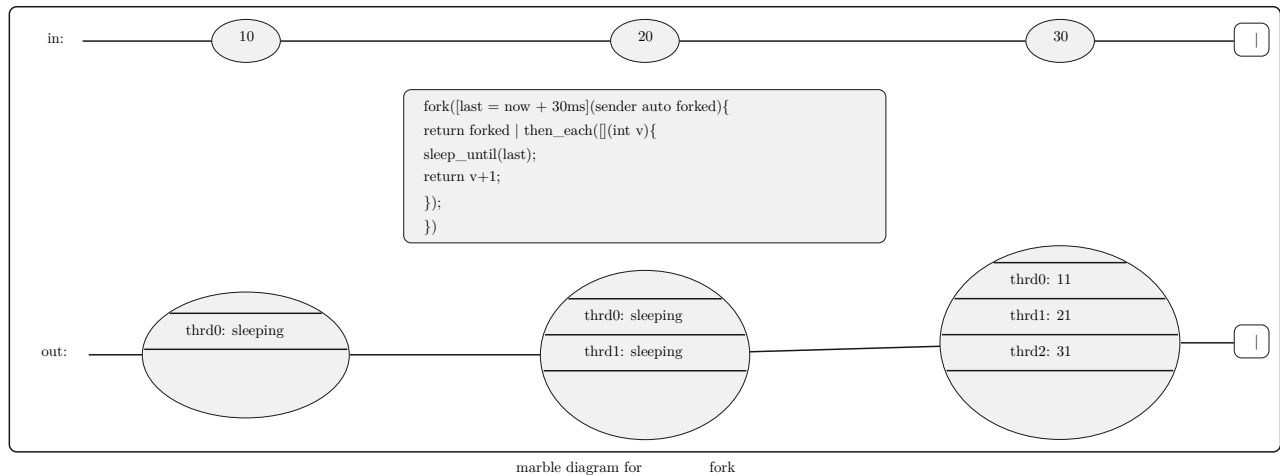 in:
10
20
30
|
fork([last = now + 30ms](sender auto forked){
return forked | then_each([](int v){
sleep_until(last);
return v+1;
});
})
out:
thrd0: sleeping
thrd0: sleeping
thrd1: sleeping
thrd0: 11
thrd1: 21
thrd2: 31
|
marble diagram for fork